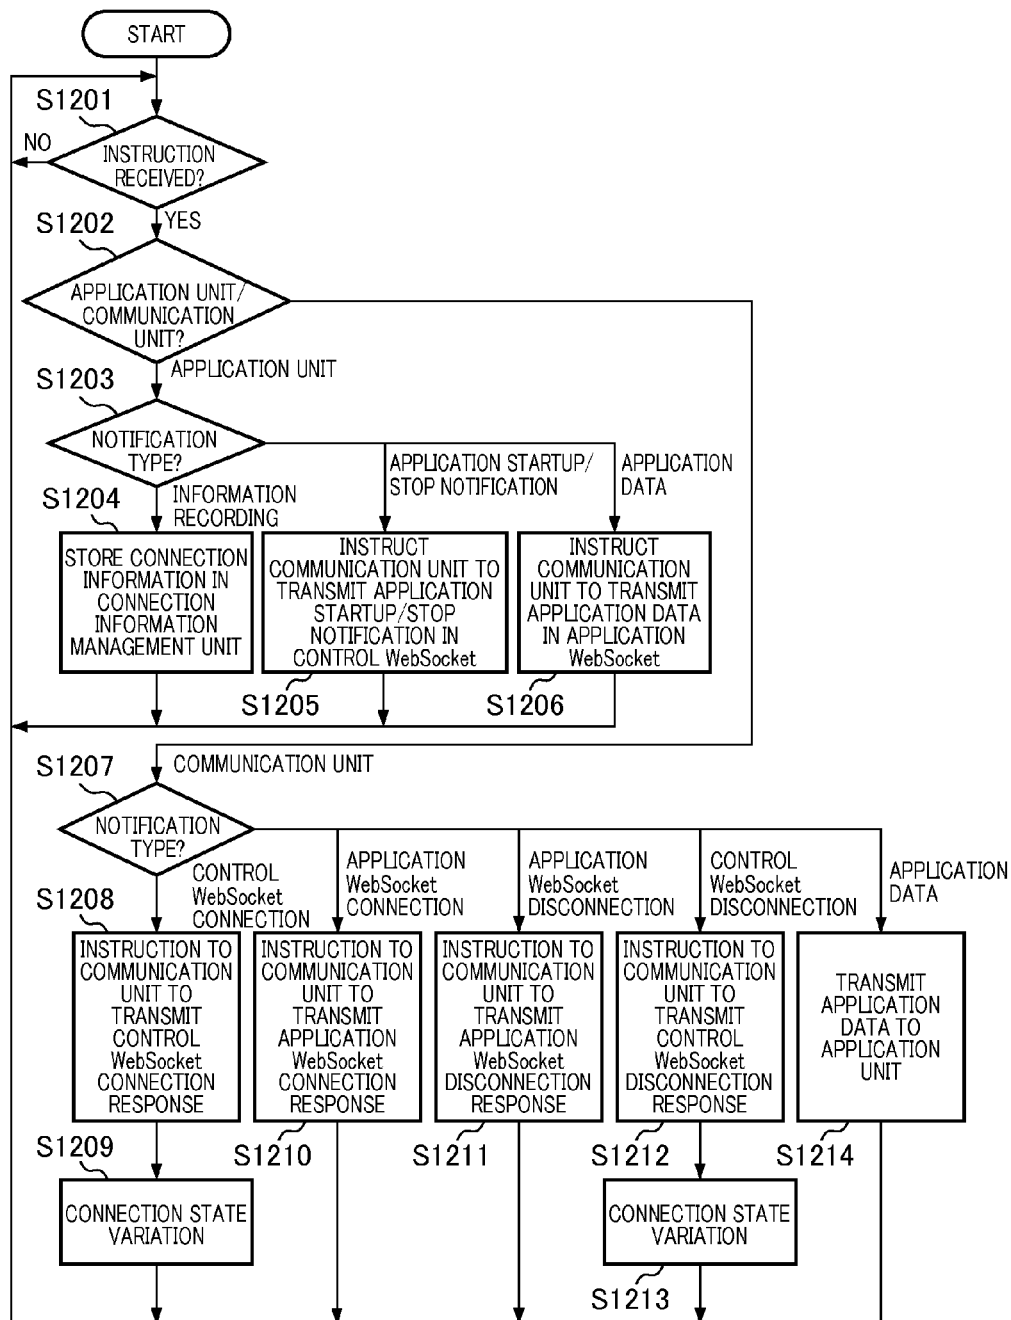 START
S1201
NO
INSTRUCTION
RECEIVED?
YES
S1202
APPLICATION UNIT/
COMMUNICATION
UNIT?
APPLICATION UNIT
S1203
NOTIFICATION
TYPE?
APPLICATION STARTUP/
STOP NOTIFICATION
APPLICATION
DATA
S1204
INFORMATION
RECORDING
STORE CONNECTION
INFORMATION IN
CONNECTION
INFORMATION
MANAGEMENT UNIT
INSTRUCT
COMMUNICATION UNIT TO
TRANSMIT APPLICATION
STARTUP/STOP
NOTIFICATION IN
CONTROL WebSocket
INSTRUCT
COMMUNICATION
UNIT TO TRANSMIT
APPLICATION DATA
IN APPLICATION
WebSocket
S1205
S1206
S1207
COMMUNICATION UNIT
NOTIFICATION
TYPE?
S1208
CONTROL
WebSocket
CONNECTION
APPLICATION
WebSocket
CONNECTION
APPLICATION
WebSocket
DISCONNECTION
CONTROL
WebSocket
DISCONNECTION
APPLICATION
DATA
INSTRUCTION TO
COMMUNICATION
UNIT TO
TRANSMIT
CONTROL
WebSocket
CONNECTION
RESPONSE
INSTRUCTION TO
COMMUNICATION
UNIT TO
TRANSMIT
APPLICATION
WebSocket
CONNECTION
RESPONSE
INSTRUCTION TO
COMMUNICATION
UNIT TO
TRANSMIT
APPLICATION
WebSocket
DISCONNECTION
RESPONSE
INSTRUCTION TO
COMMUNICATION
UNIT TO
TRANSMIT
CONTROL
WebSocket
DISCONNECTION
RESPONSE
TRANSMIT
APPLICATION
DATA TO
APPLICATION
UNIT
S1209
S1210
S1211
S1212
S1214
CONNECTION STATE
VARIATION
CONNECTION STATE
VARIATION
S1213